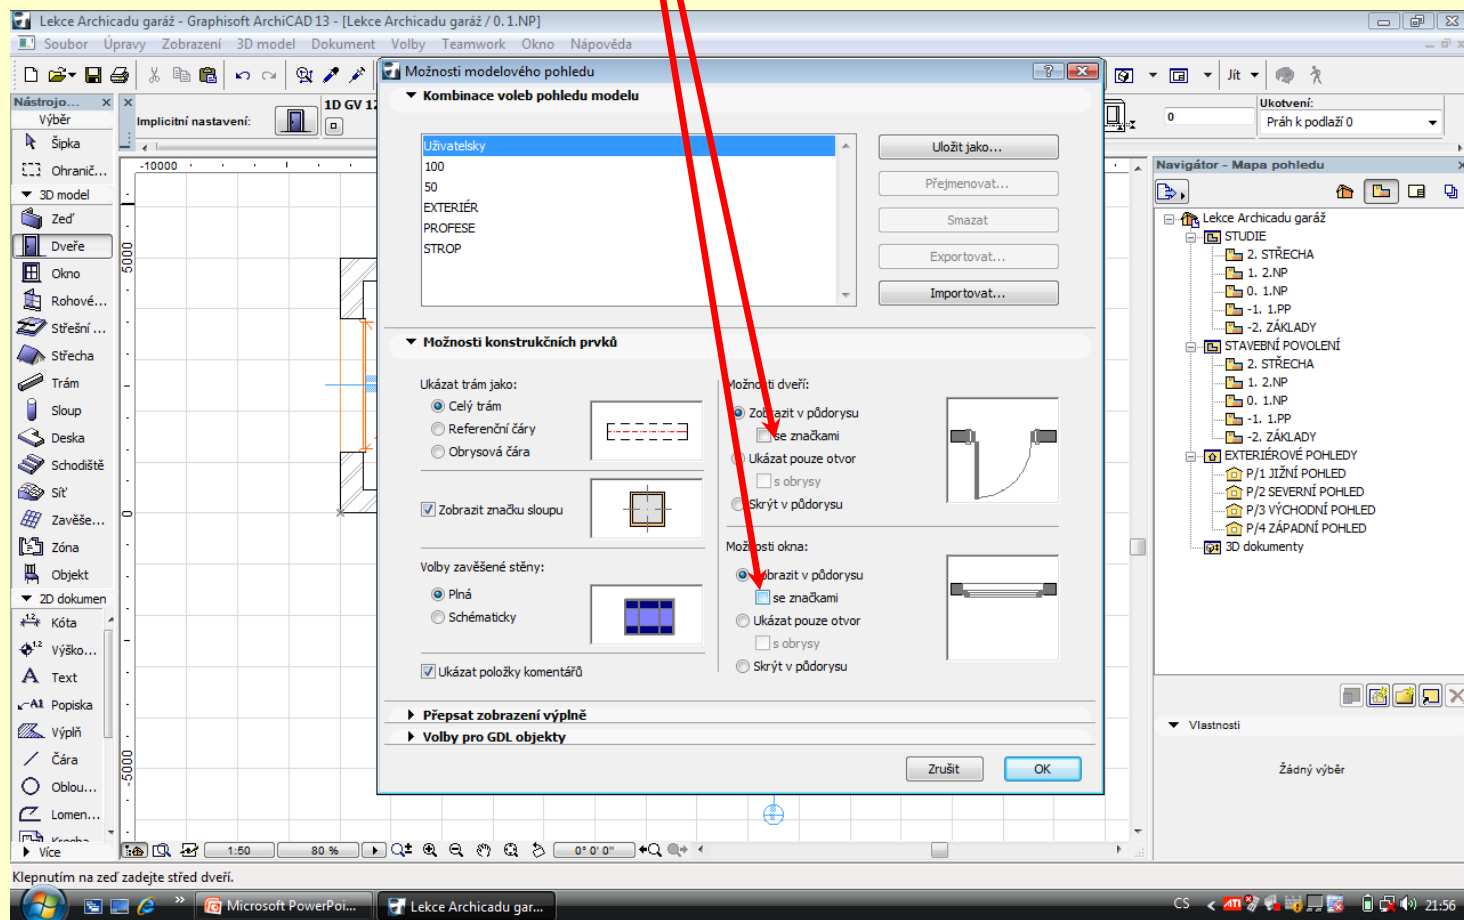 Lekce Archicadu garáž - Graphisoft ArchiCAD 13 - [Lekce Archicadu garáž / 0. 1.NP]
Soubor Úpravy Zobrazení 3D model Dokument Volby Teamwork Okno Nápověda
Jít
Nástrojo...
Výběr
Šipka
Ohranič...
3D model
Zeď
Dveře
Okno
Rohové...
Střešní ...
Střecha
Trám
Sloup
Deska
Schodiště
Síť
Zavěše...
Zóna
Objekt
2D dokumen
Kóta
Výško...
Text
Popiska
Výplň
Čára
Oblou...
Lomen...
Více
Implicitní nastavení:
1D GV 12
-10000
5000
0
-5000
Možnosti modelového pohledu
Kombinace voleb pohledu modelu
Uživatelsky
100
50
EXTERIÉR
PROFESE
STROP
Uložit jako...
Přejmenovat...
Smazat
Exportovat...
Importovat...
Možnosti konstrukčních prvků
Ukázat trám jako:
Celý trám
Referenční čáry
Obrysová čára
Zobrazit značku sloupu
Volby zavěšené stěny:
Plná
Schématicky
Ukázat položky komentářů
Možnosti dveří:
Zobrazit v půdorysu
se značkami
Ukázat pouze otvor
s obrysy
Skrýt v půdorysu
Možnosti okna:
Zobrazit v půdorysu
se značkami
Ukázat pouze otvor
s obrysy
Skrýt v půdorysu
Přepsat zobrazení výplně
Volby pro GDL objekty
Zrušit
OK
0
Ukotvení:
Práh k podlaží 0
Navigátor - Mapa pohledu
Lekce Archicadu garáž
STUDIE
2. STŘECHA
1. 2.NP
0. 1.NP
-1. 1.PP
-2. ZÁKLADY
STAVEBNÍ POVOLENÍ
2. STŘECHA
1. 2.NP
0. 1.NP
-1. 1.PP
-2. ZÁKLADY
EXTERIÉROVÉ POHLEDY
P/1 JIŽNÍ POHLED
P/2 SEVERNÍ POHLED
P/3 VÝCHODNÍ POHLED
P/4 ZÁPADNÍ POHLED
3D dokumenty
Vlastnosti
Žádný výběr
1:50
80 %
0° 0' 0"
Klepnutím na zeď zadejte střed dveří.
Microsoft PowerPoi...
Lekce Archicadu gar...
CS
21:56